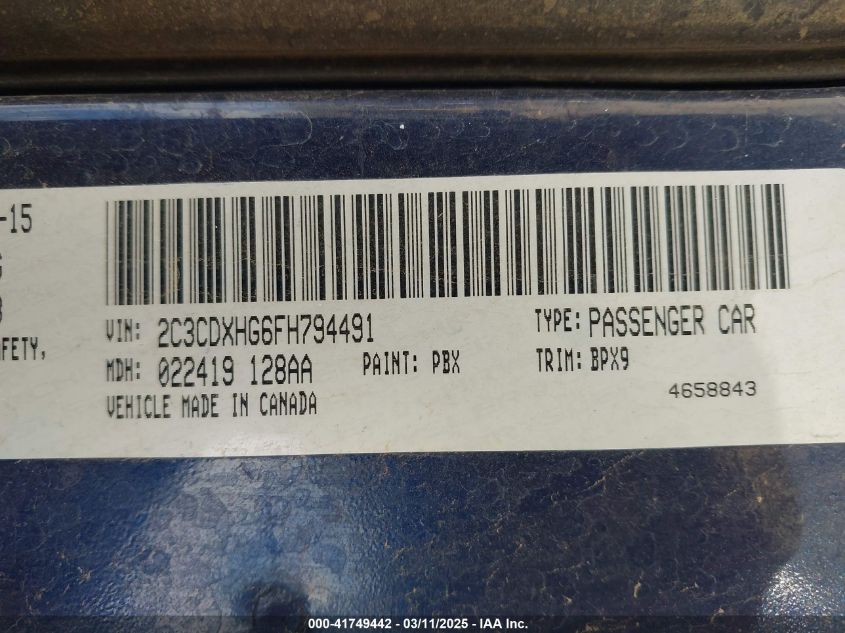 -15
FETY,
VIN: 2C3CDXHG6FH794491 TYPE: PASSENGER CAR
MDH: 022419 128AA PAINT: PBX TRIM: BPX9
VEHICLE MADE IN CANADA 4658843
000-41749442 - 03/11/2025 - IAA Inc.